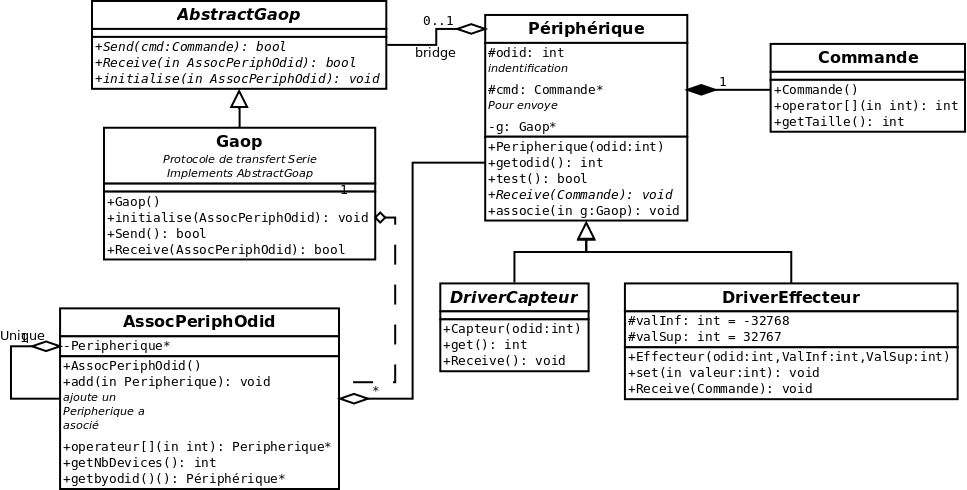 AbstractGaop
+Send(cmd:Commande): bool
+Receive(in AssocPeriphOdid): bool
+initialise(in AssocPeriphOdid): void
0..1
bridge
Périphérique
#odid: int
indentification
#cmd: Commande*
Pour envoye
-g: Gaop*
+Peripherique(odid:int)
+getodid(): int
+test(): bool
+Receive(Commande): void
+associe(in g:Gaop): void
1
Commande
+Commande()
+operator[](in int): int
+getTaille(): int
Gaop
Protocole de transfert Serie
Implements AbstractGoap
1
+Gaop()
+initialise(AssocPeriphOdid): void
+Send(): bool
+Receive(AssocPeriphOdid): bool
DriverCapteur
+Capteur(odid:int)
+get(): int
+Receive(): void
DriverEffecteur
#valInf: int = -32768
#valSup: int = 32767
+Effecteur(odid:int,ValInf:int,ValSup:int)
+set(in valeur:int): void
+Receive(Commande): void
Unique
1
AssocPeriphOdid
-Peripherique*
+AssocPeriphOdid()
+add(in Peripherique): void
ajoute un
Peripherique a
asocié
+operateur[](in int): Peripherique*
+getNbDevices(): int
+getbyodid()(): Périphérique*
*